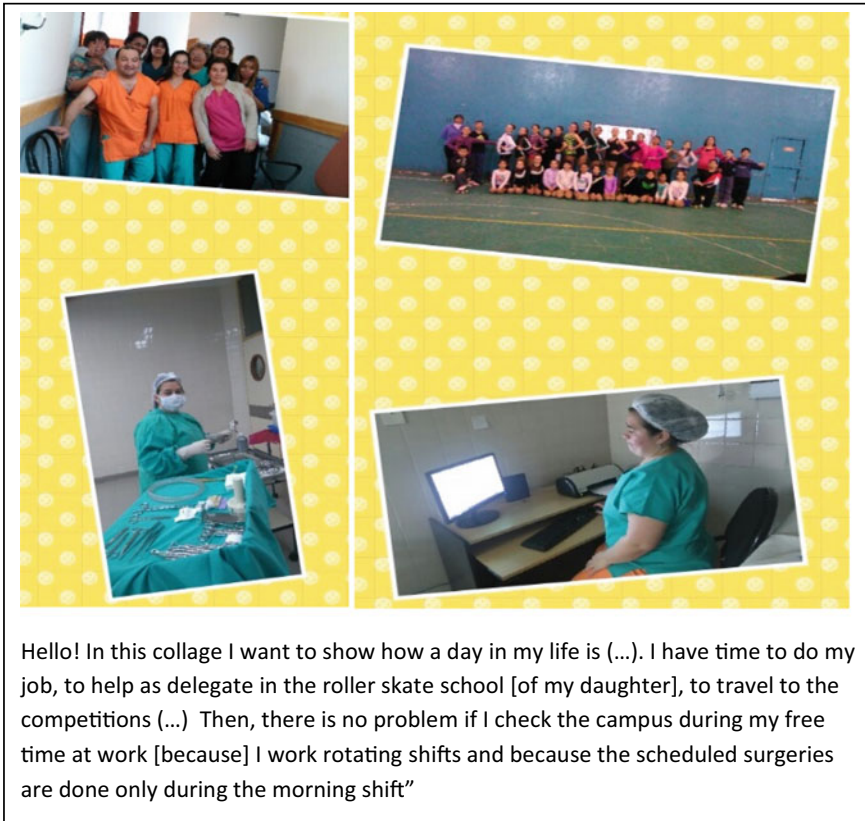 Hello! In this collage I want to show how a day in my life is (...). I have time to do my
job, to help as delegate in the roller skate school [of my daughter], to travel to the
competitions (...)  Then, there is no problem if I check the campus during my free
time at work [because] I work rotating shifts and because the scheduled surgeries
are done only during the morning shift”